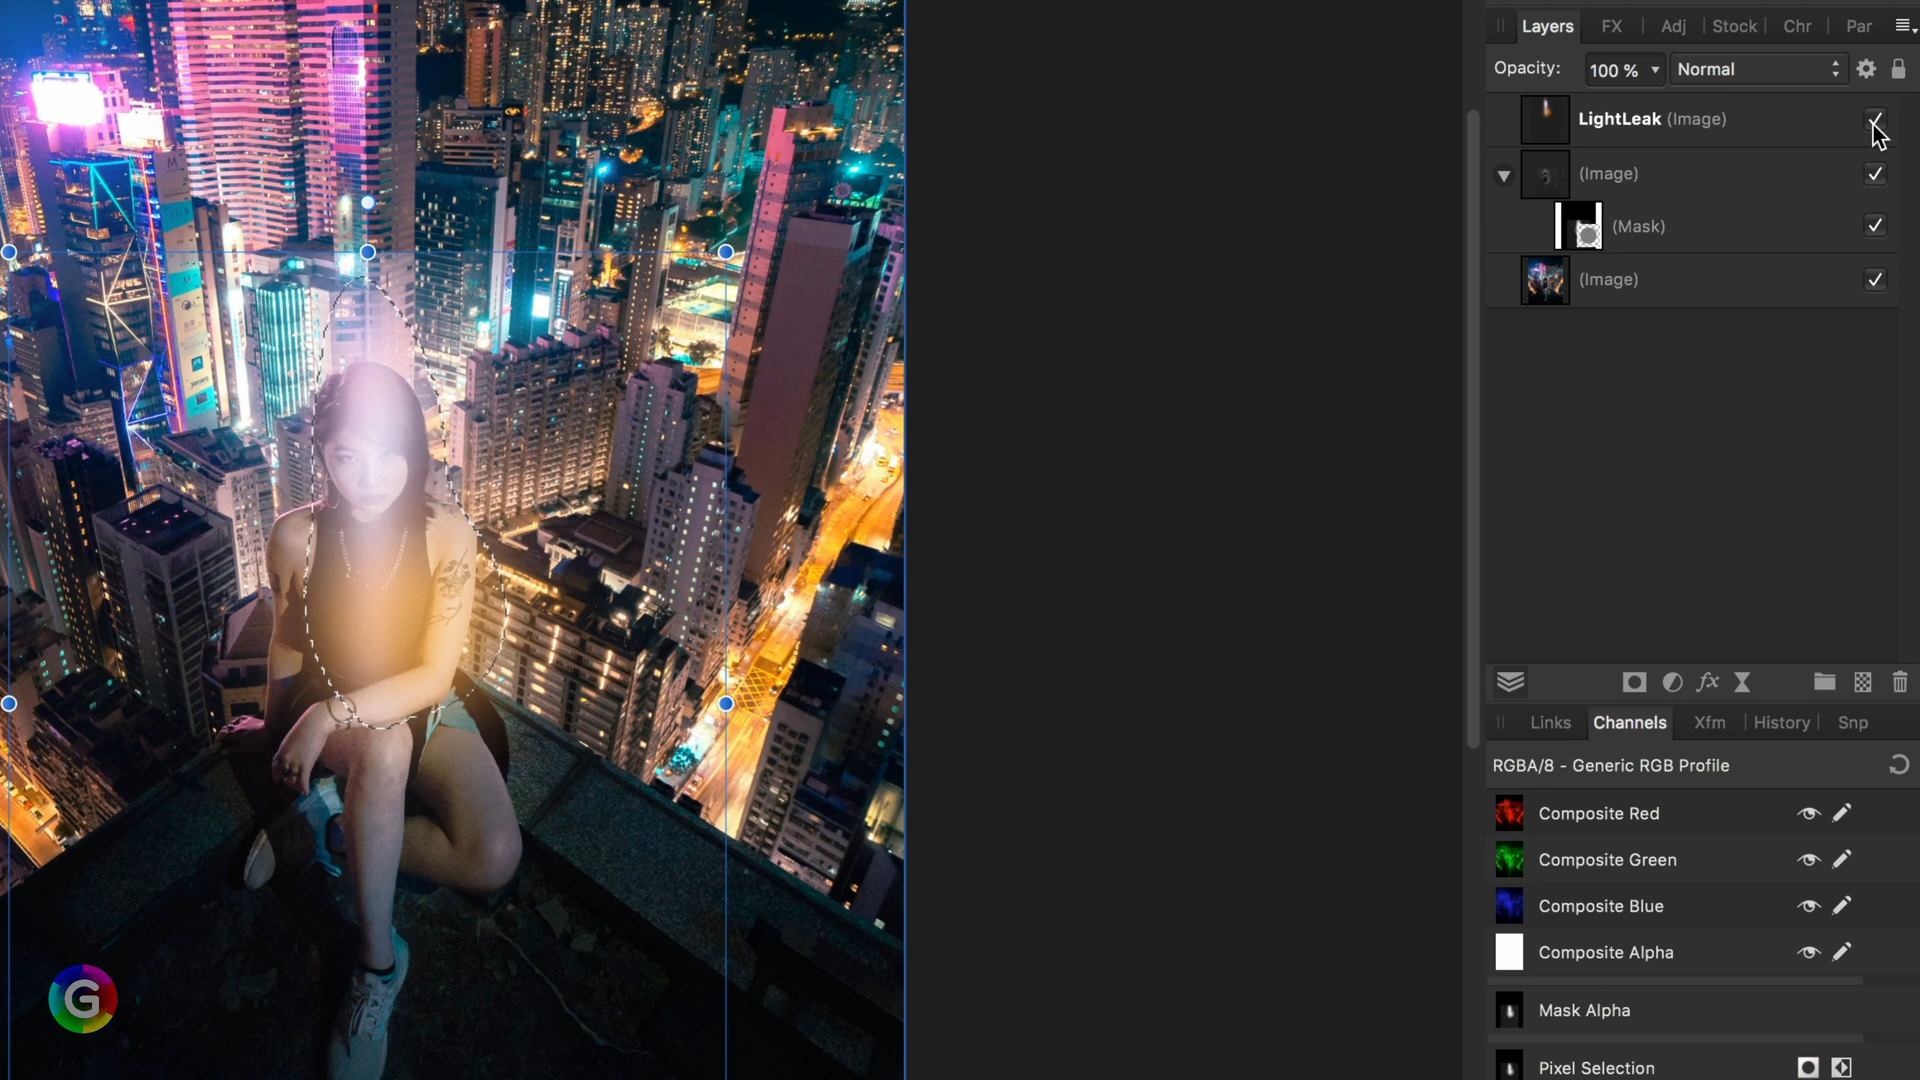 Layers
FX
Adj
Stock
Chr
Par
Opacity:
100 %
Normal
LightLeak (Image)
(Image)
(Mask)
(Image)
fx
Links
Channels
Xfm
History
Snp
RGBA/8 - Generic RGB Profile
Composite Red
Composite Green
Composite Blue
Composite Alpha
Mask Alpha
Pixel Selection
G